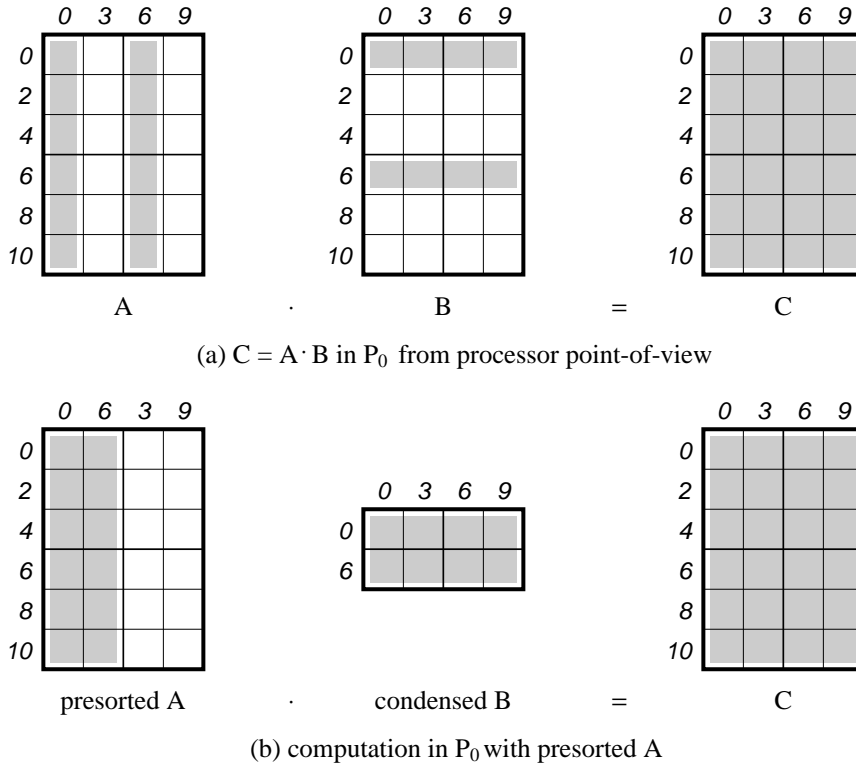 0 3 6 9 0 3 6 9 0 3 6 9
0 0 0
2 2 2
4 4 4
6 6 6
8 8 8
10 10 10
A · B = C
(a) C = A · B in P0 from processor point-of-view
0 6 3 9 0 3 6 9
0 0
2 0 3 6 9 2
4 0 4
6 6 6
8 8
10 10
presorted A · condensed B = C
(b) computation in P0 with presorted A